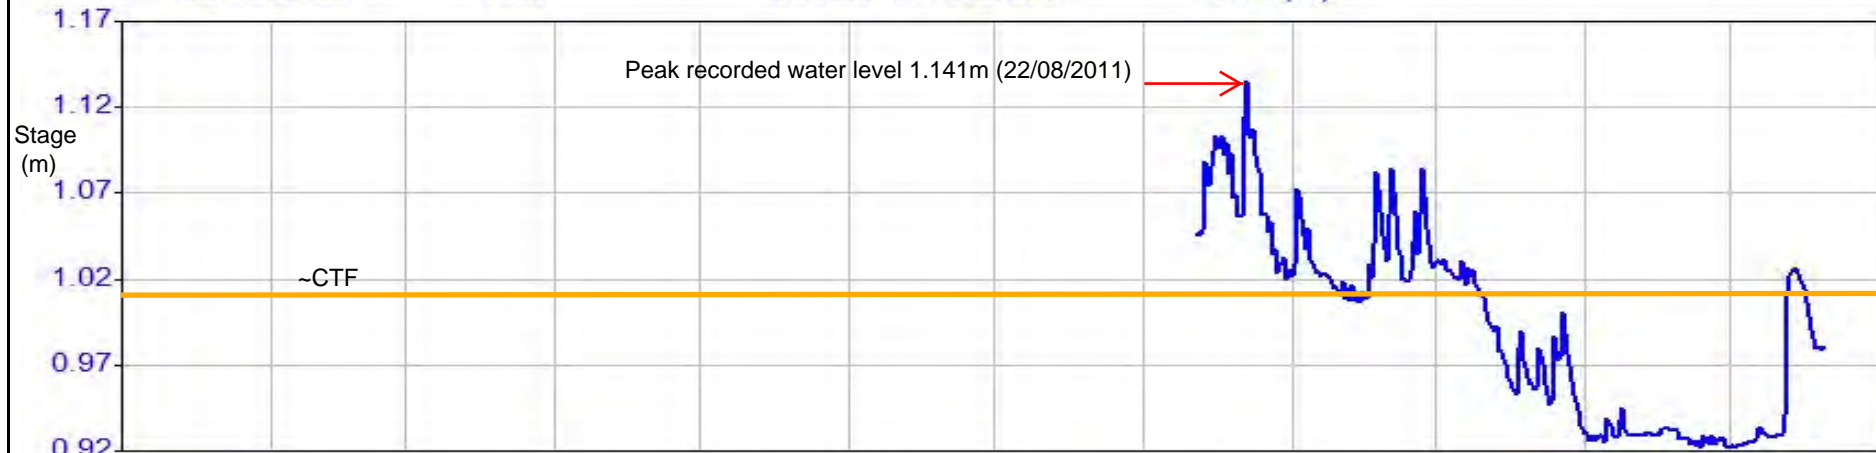 1.17
Peak recorded water level 1.141m (22/08/2011)
1.12
Stage
(m)
1.07
1.02
~CTF
0.97
0.92